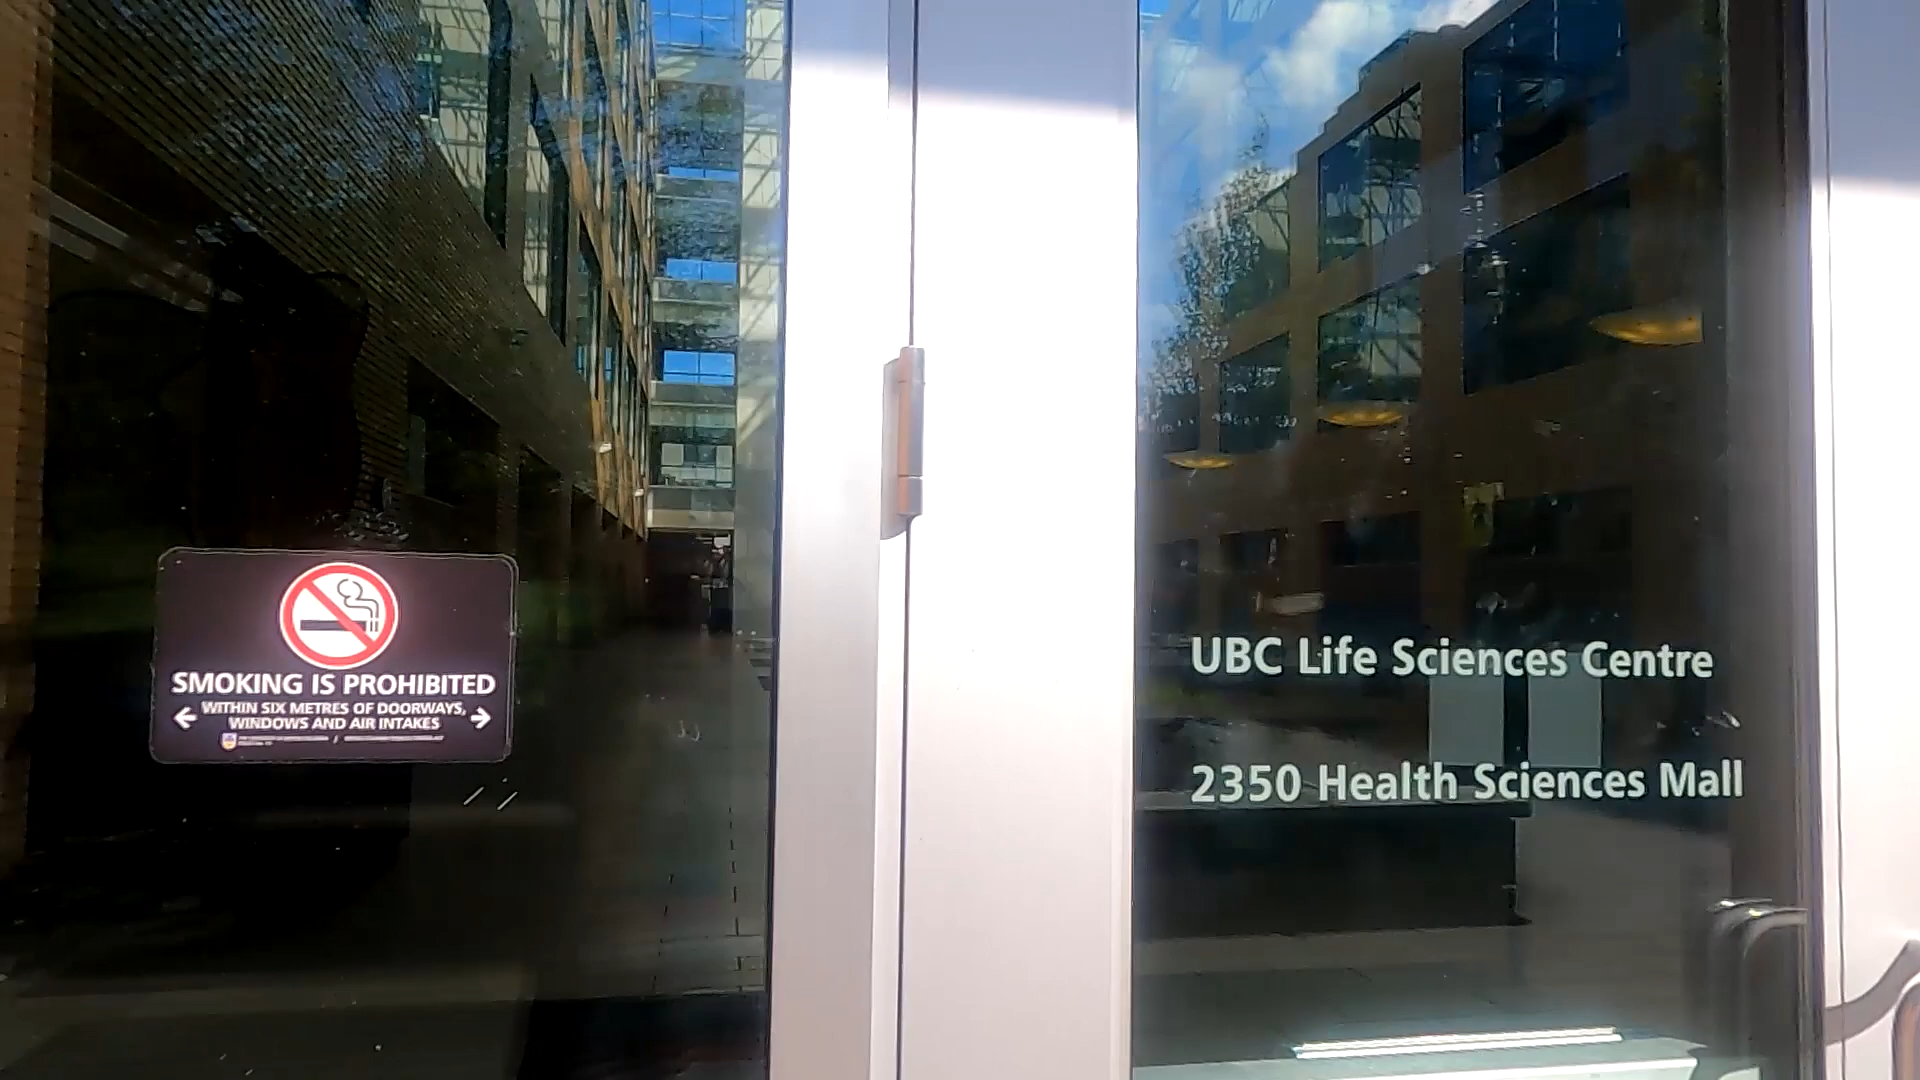 SMOKING IS PROHIBITED
WITHIN SIX METRES OF DOORWAYS,
WINDOWS AND AIR INTAKES
UBC Life Sciences Centre
2350 Health Sciences Mall